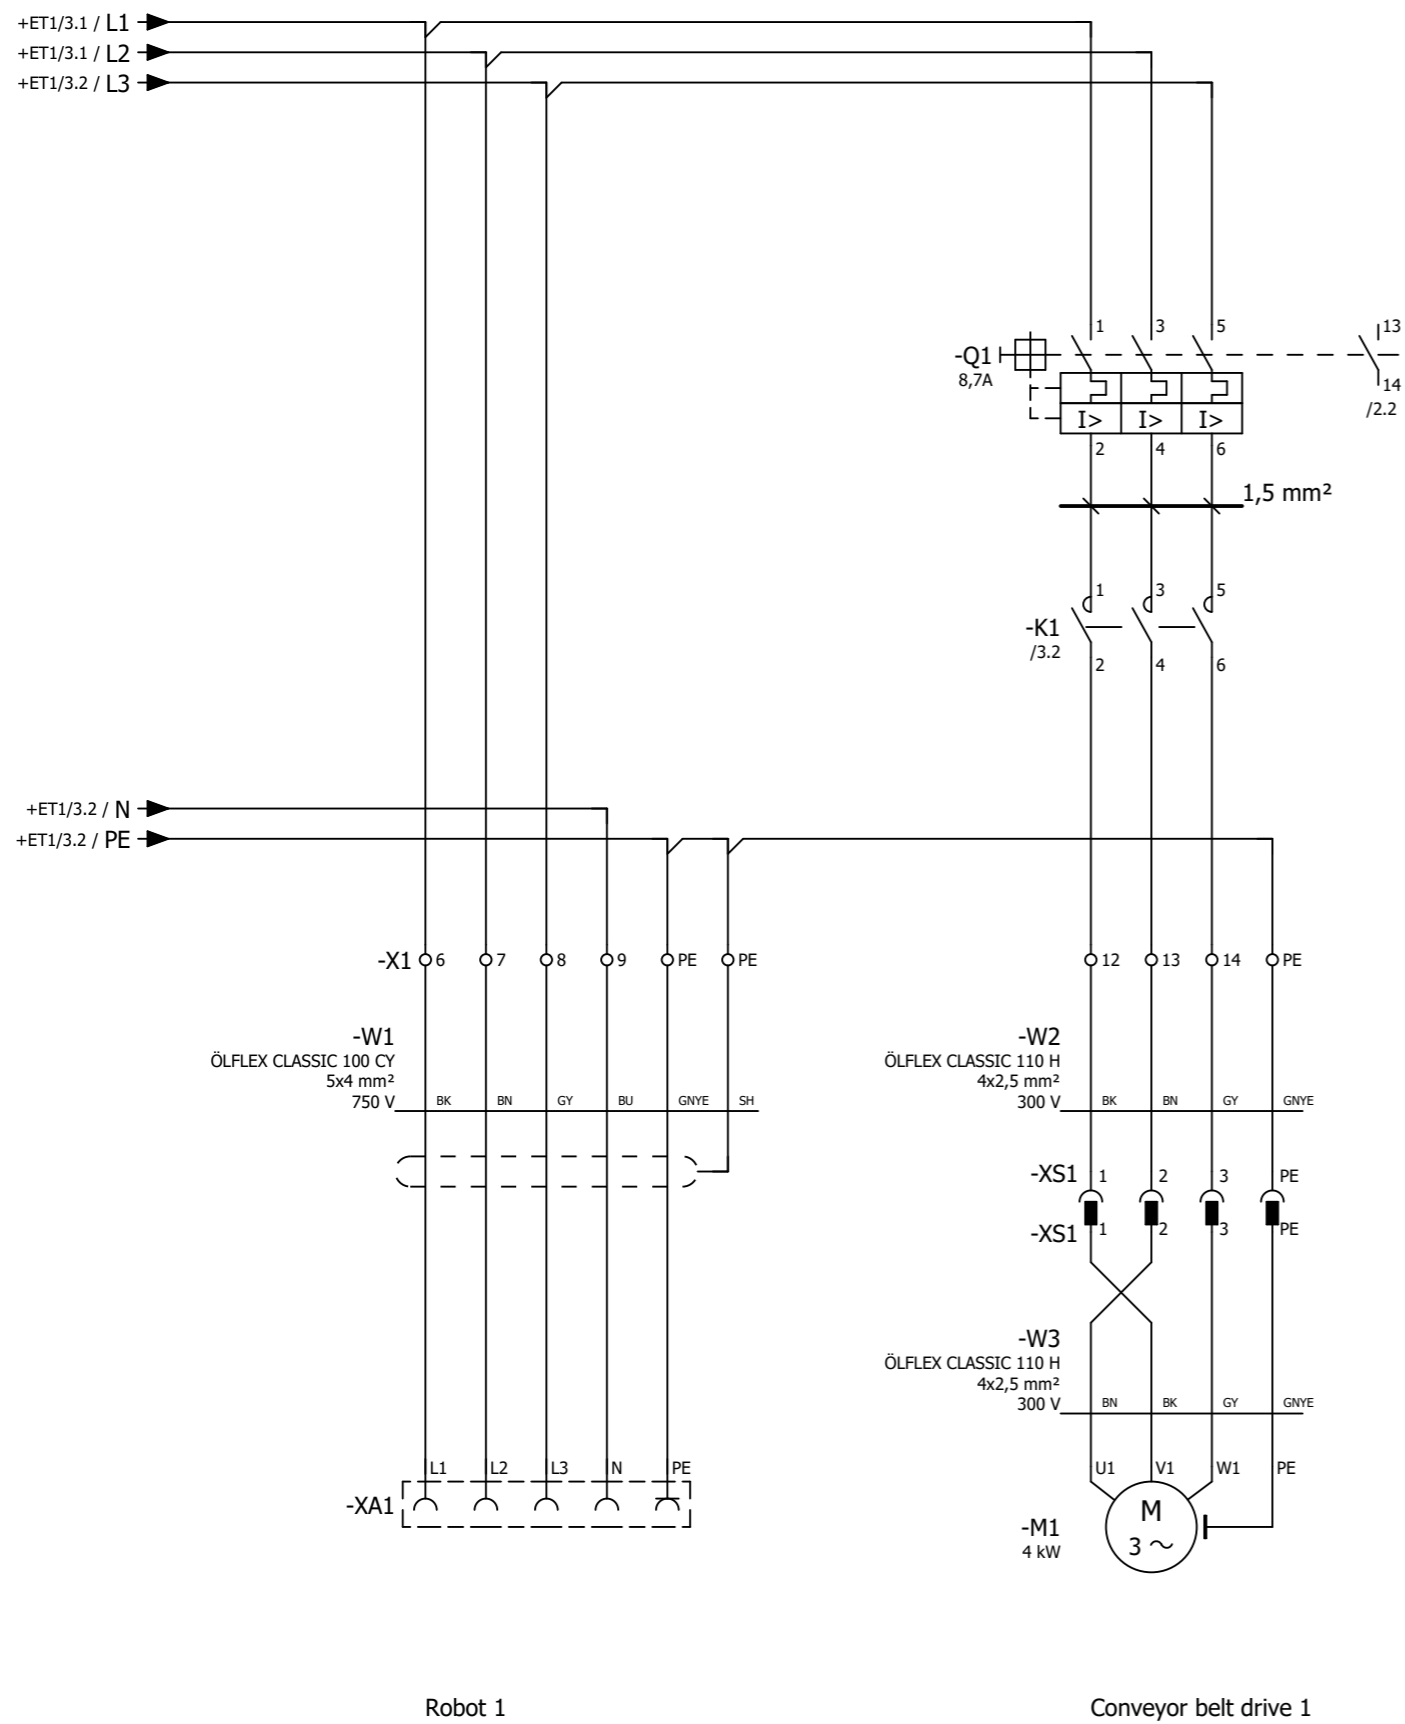 +ET1/3.1 / L1
+ET1/3.1 / L2
+ET1/3.2 / L3
1 3 5 13
-Q1
8,7A
14
/2.2
I> I> I>
2 4 6
1,5 mm²
1 3 5
-K1
/3.2
2 4 6
+ET1/3.2 / N
+ET1/3.2 / PE
-X1 6 7 8 9 PE PE 12 13 14 PE
-W1
ÖLFLEX CLASSIC 100 CY
5x4 mm²
750 V BK BN GY BU GNYE SH
-W2
ÖLFLEX CLASSIC 110 H
4x2,5 mm²
300 V BK BN GY GNYE
-XS1 1 2 3 PE
-XS1 1 2 3 PE
-W3
ÖLFLEX CLASSIC 110 H
4x2,5 mm²
300 V BN BK GY GNYE
L1 L2 L3 N PE
-XA1
U1 V1 W1 PE
-M1
4 kW
M
3 ~
Robot 1
Conveyor belt drive 1